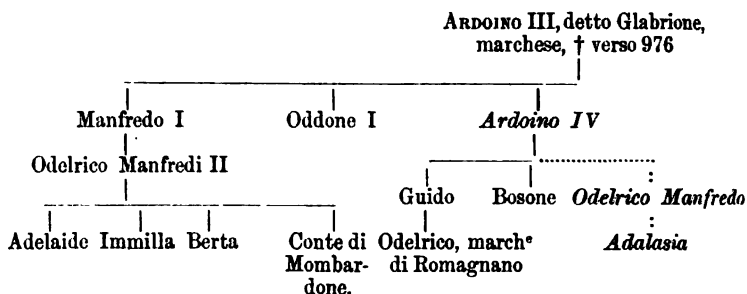 ARDOINO III, detto Glabrione,
marchese, † verso 976
Manfredo I Oddone I Ardoino IV
Odelrico Manfredi II
Guido Bosone Odelrico Manfredo
Adelaide Immilla Berta Conte di Odelrico, marchᵉ Adalasia
Mombar- di Romagnano
done.